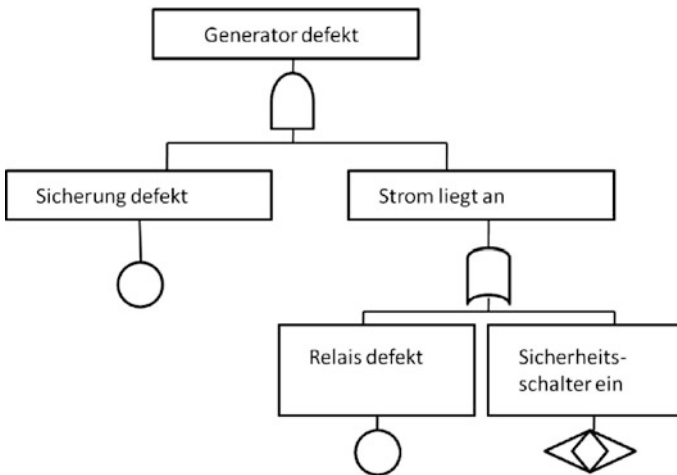 Generator defekt
Sicherung defekt
Strom liegt an
Relais defekt
Sicherheits-
schalter ein